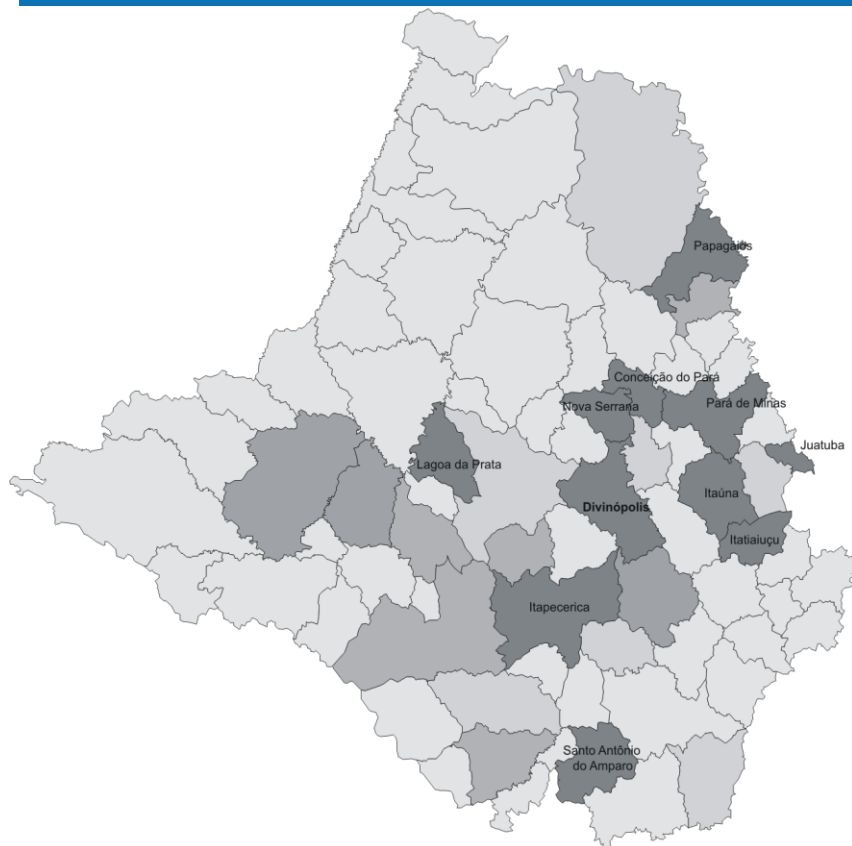 Papagaios
Conceição do Pará
Nova Serrana
Pará de Minas
Juatuba
Lagoa da Prata
Itaúna
Divinópolis
Itatiaiuçu
Itapecerica
Santo Antônio
do Amparo